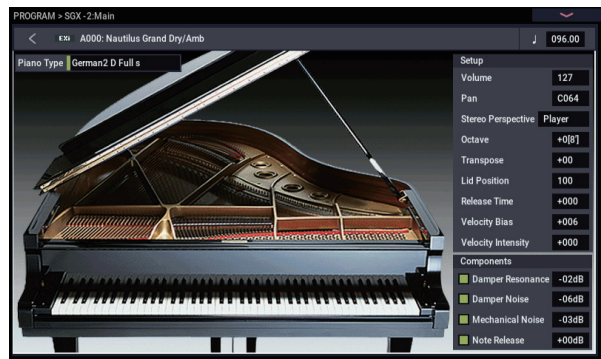 PROGRAM > SGX-2:Main
EXi A000: Nautilus Grand Dry/Amb ♩ 096.00
Piano Type German2 D Full s
Setup
Volume 127
Pan C064
Stereo Perspective Player
Octave +0[8']
Transpose +00
Lid Position 100
Release Time +000
Velocity Bias +006
Velocity Intensity +000
Components
Damper Resonance -02dB
Damper Noise -06dB
Mechanical Noise -03dB
Note Release +00dB